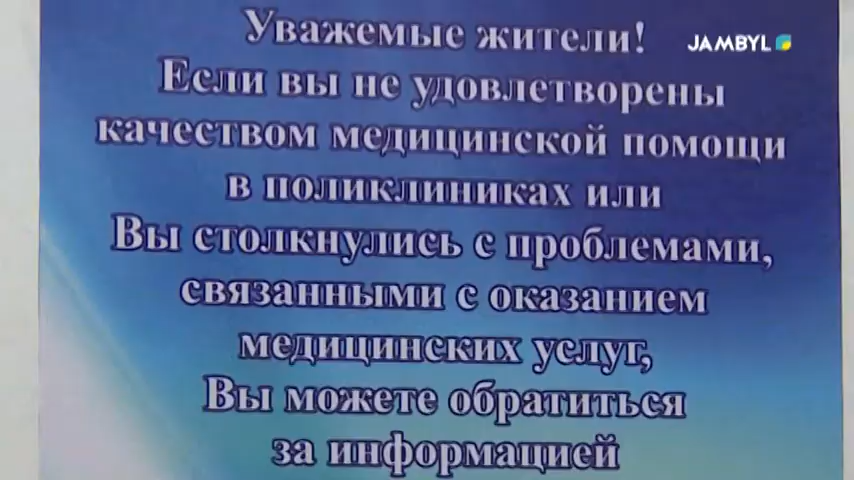 Уважаемые жители!
JAMBYL
Если вы не удовлетворены
качеством медицинской помощи
в поликлиниках или
Вы столкнулись с проблемами,
связанными с оказанием
медицинских услуг,
Вы можете обратиться
за информацией